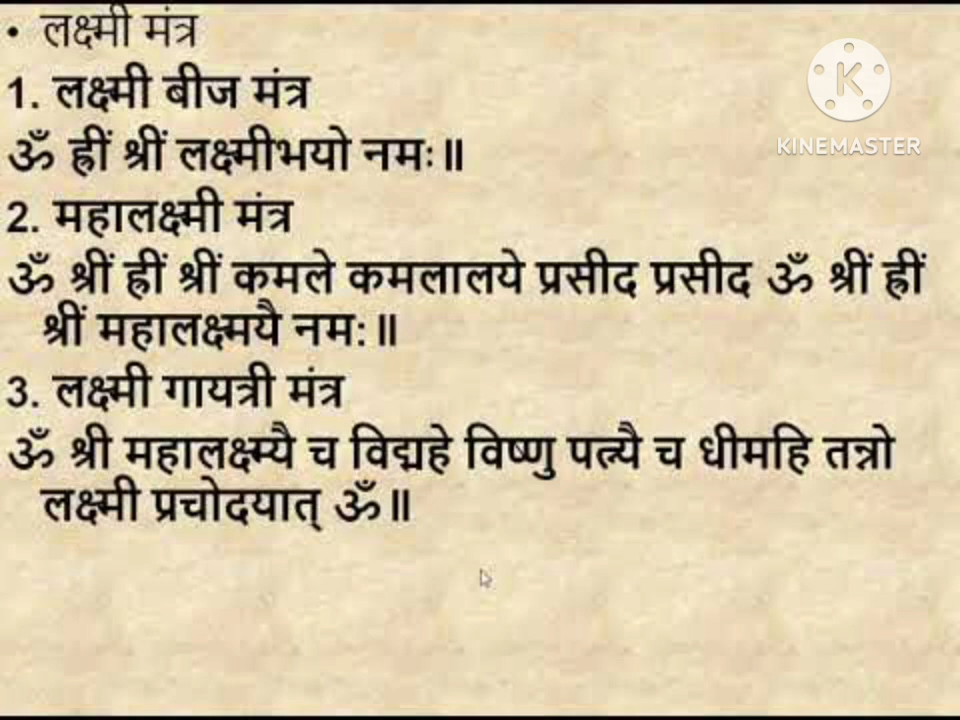 • लक्ष्मी मंत्र
1. लक्ष्मी बीज मंत्र
ॐ ह्रीं श्रीं लक्ष्मीभयो नमः॥
2. महालक्ष्मी मंत्र
ॐ श्रीं ह्रीं श्रीं कमले कमलालये प्रसीद प्रसीद ॐ श्रीं ह्रीं
श्रीं महालक्ष्मयै नम:॥
3. लक्ष्मी गायत्री मंत्र
ॐ श्री महालक्ष्म्यै च विद्महे विष्णु पत्न्यै च धीमहि तन्नो
लक्ष्मी प्रचोदयात् ॐ॥
K
KINEMASTER